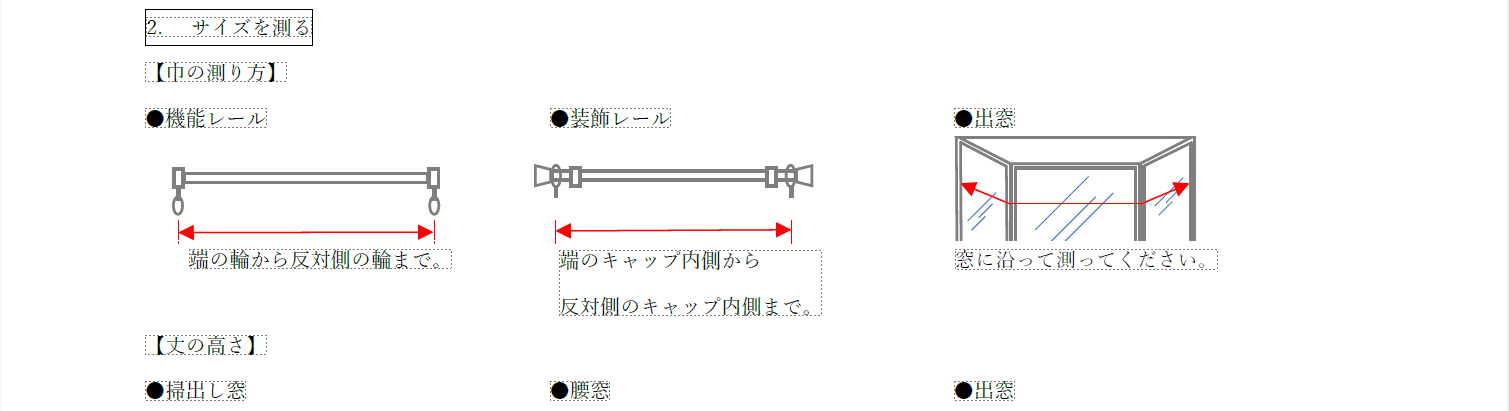 2.　サイズを測る
【巾の測り方】
●機能レール
●装飾レール
●出窓
端の輪から反対側の輪まで。
端のキャップ内側から
反対側のキャップ内側まで。
窓に沿って測ってください。
【丈の高さ】
●掃出し窓
●腰窓
●出窓